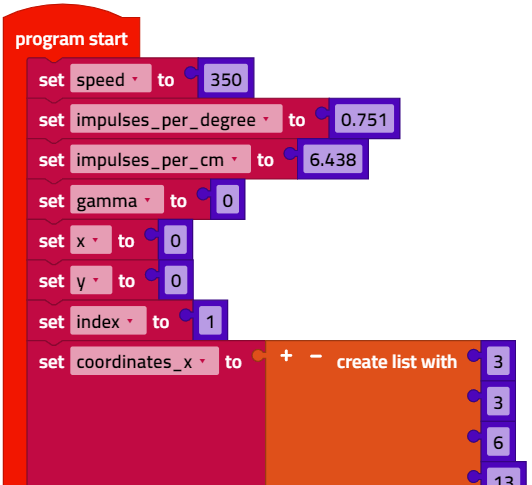 program start
set speed to 350
set impulses_per_degree to 0.751
set impulses_per_cm to 6.438
set gamma to 0
set x to 0
set y to 0
set index to 1
set coordinates_x to + − create list with 3
3
6
13